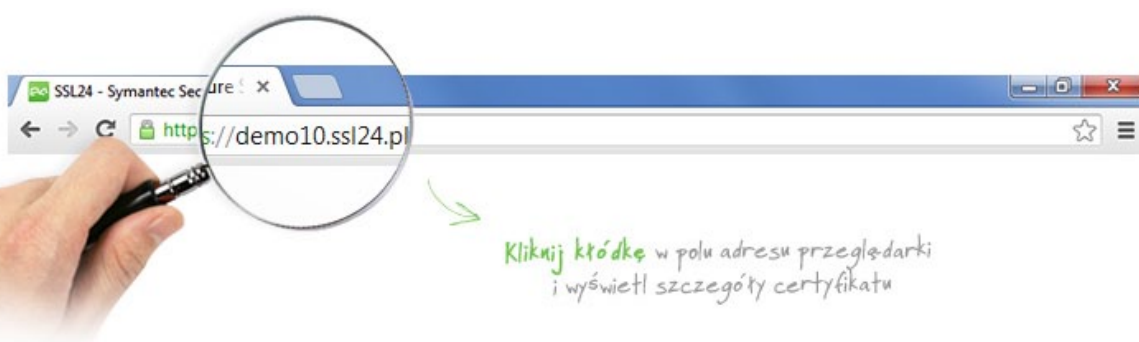 SSL24 - Symantec Secure S
https://demo10.ssl24.pl
Kliknij kłódkę w polu adresu przeglądarki
i wyświetl szczegóły certyfikatu